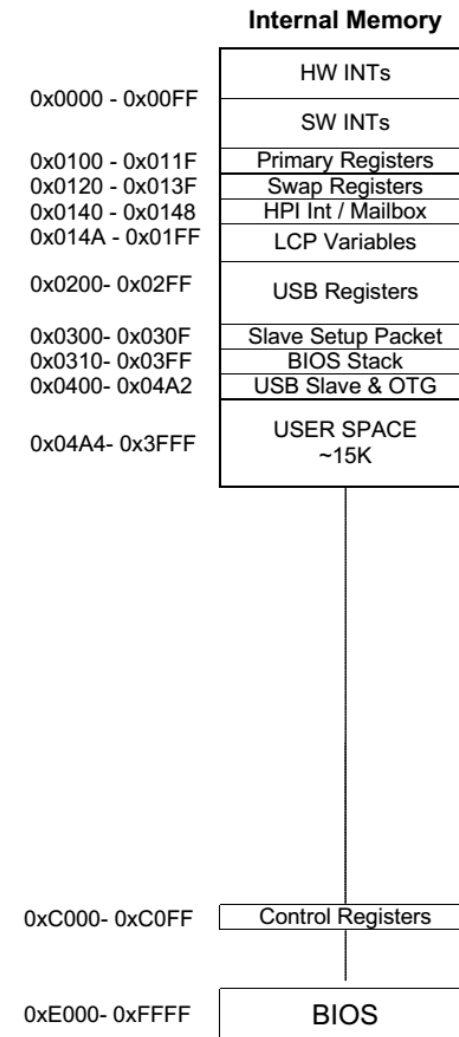 Internal Memory
HW INTs
0x0000 - 0x00FF
SW INTs
0x0100 - 0x011F Primary Registers
0x0120 - 0x013F Swap Registers
0x0140 - 0x0148 HPI Int / Mailbox
0x014A - 0x01FF LCP Variables
0x0200- 0x02FF USB Registers
0x0300- 0x030F Slave Setup Packet
0x0310- 0x03FF BIOS Stack
0x0400- 0x04A2 USB Slave & OTG
0x04A4- 0x3FFF USER SPACE
~15K
0xC000- 0xC0FF Control Registers
0xE000- 0xFFFF BIOS